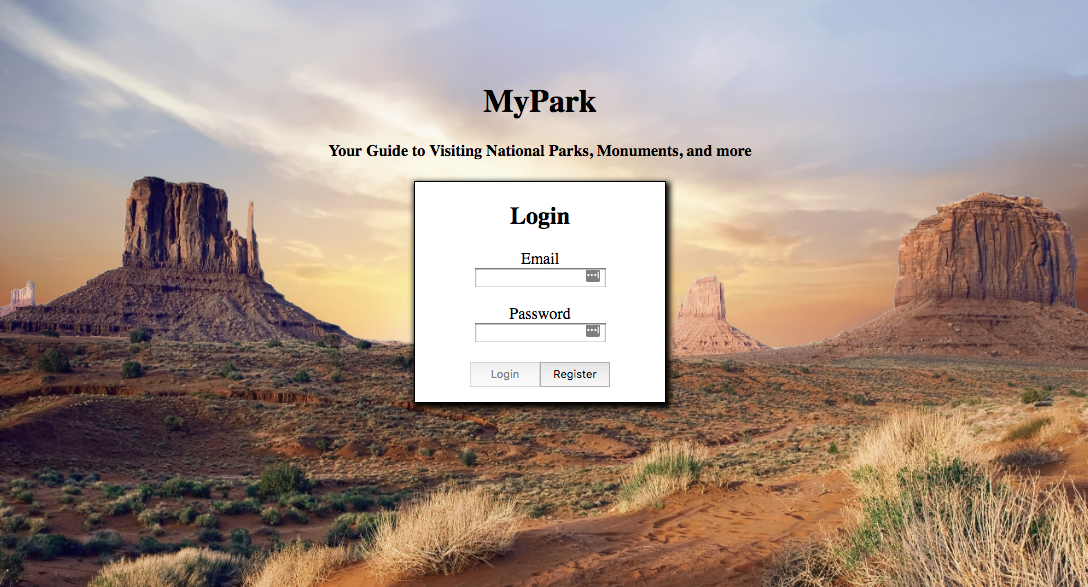 MyPark
Your Guide to Visiting National Parks, Monuments, and more
Login
Email
Password
Login Register